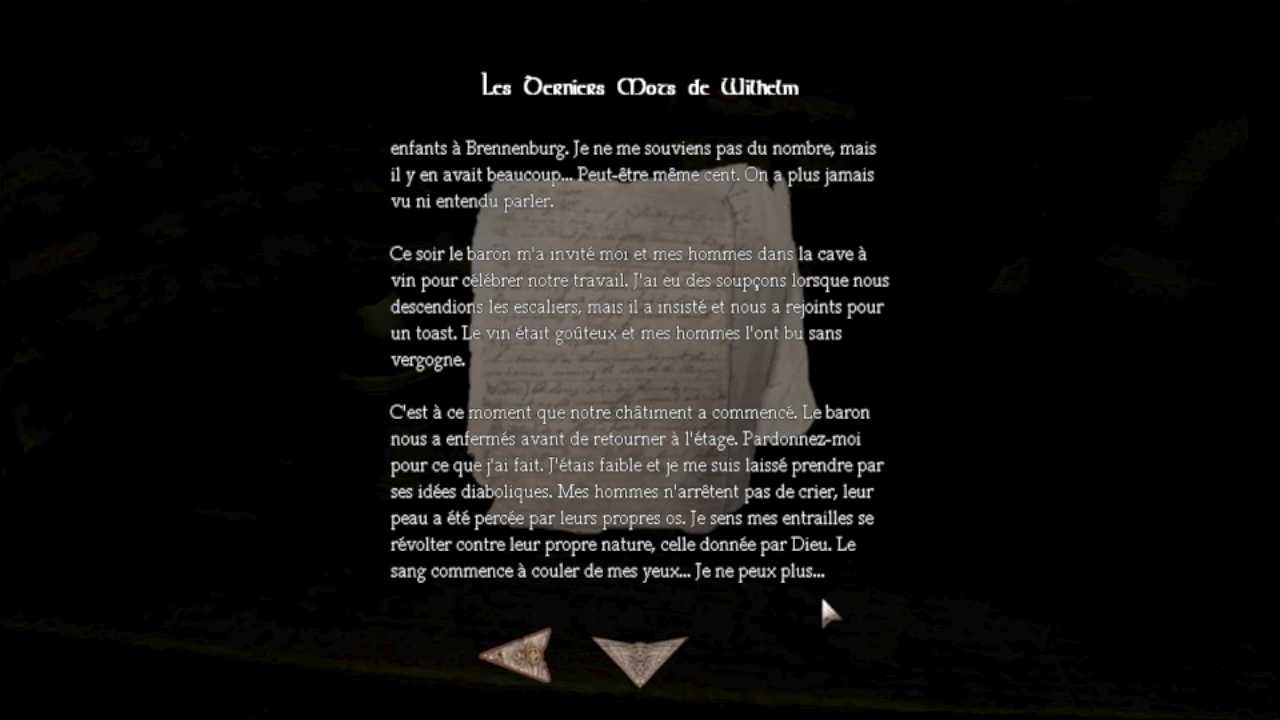 Les Derniers Mots de Wilhelm
enfants à Brennenburg. Je ne me souviens pas du nombre, mais
il y en avait beaucoup... Peut-être même cent. On a plus jamais
vu ni entendu parler.
Ce soir le baron m'a invité moi et mes hommes dans la cave à
vin pour célébrer notre travail. J'ai eu des soupçons lorsque nous
descendions les escaliers, mais il a insisté et nous a rejoints pour
un toast. Le vin était goûteux et mes hommes l'ont bu sans
vergogne.
C'est à ce moment que notre châtiment a commencé. Le baron
nous a enfermés avant de retourner à l'étage. Pardonnez-moi
pour ce que j'ai fait. J'étais faible et je me suis laissé prendre par
ses idées diaboliques. Mes hommes n'arrêtent pas de crier, leur
peau a été percée par leurs propres os. Je sens mes entrailles se
révolter contre leur propre nature, celle donnée par Dieu. Le
sang commence à couler de mes yeux... Je ne peux plus...